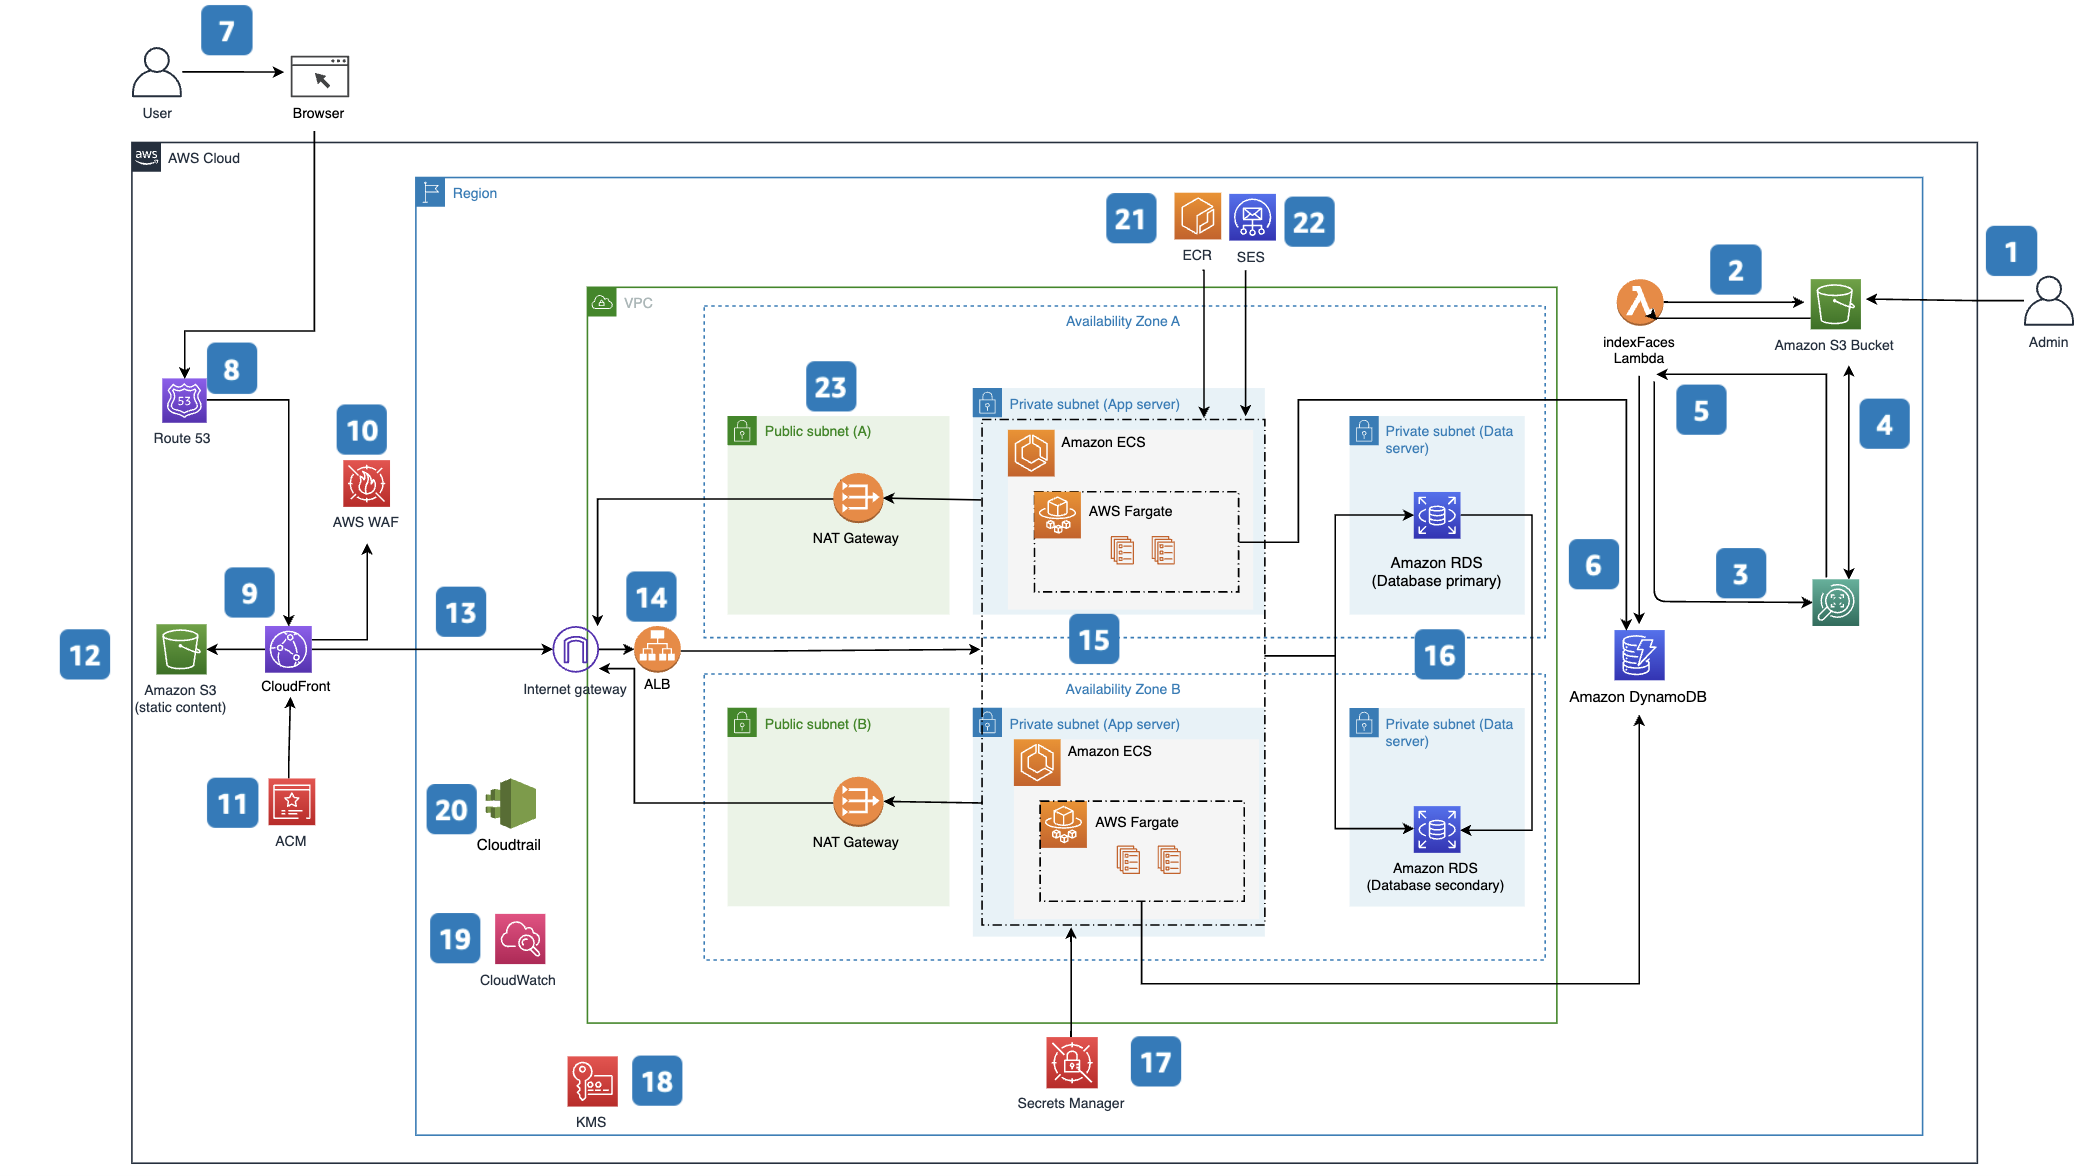 7
User
Browser
aws
AWS Cloud
Region
21
22
ECR
SES
1
2
VPC
Availability Zone A
indexFaces
Lambda
Amazon S3 Bucket
Admin
8
53
Route 53
10
AWS WAF
23
Public subnet (A)
NAT Gateway
Private subnet (App server)
Amazon ECS
AWS Fargate
Private subnet (Data
server)
Amazon RDS
(Database primary)
5
4
6
3
9
12
Amazon S3
(static content)
CloudFront
13
Internet gateway
14
ALB
15
16
Amazon DynamoDB
Availability Zone B
Public subnet (B)
NAT Gateway
Private subnet (App server)
Amazon ECS
AWS Fargate
Private subnet (Data
server)
Amazon RDS
(Database secondary)
11
ACM
20
Cloudtrail
19
CloudWatch
18
KMS
17
Secrets Manager